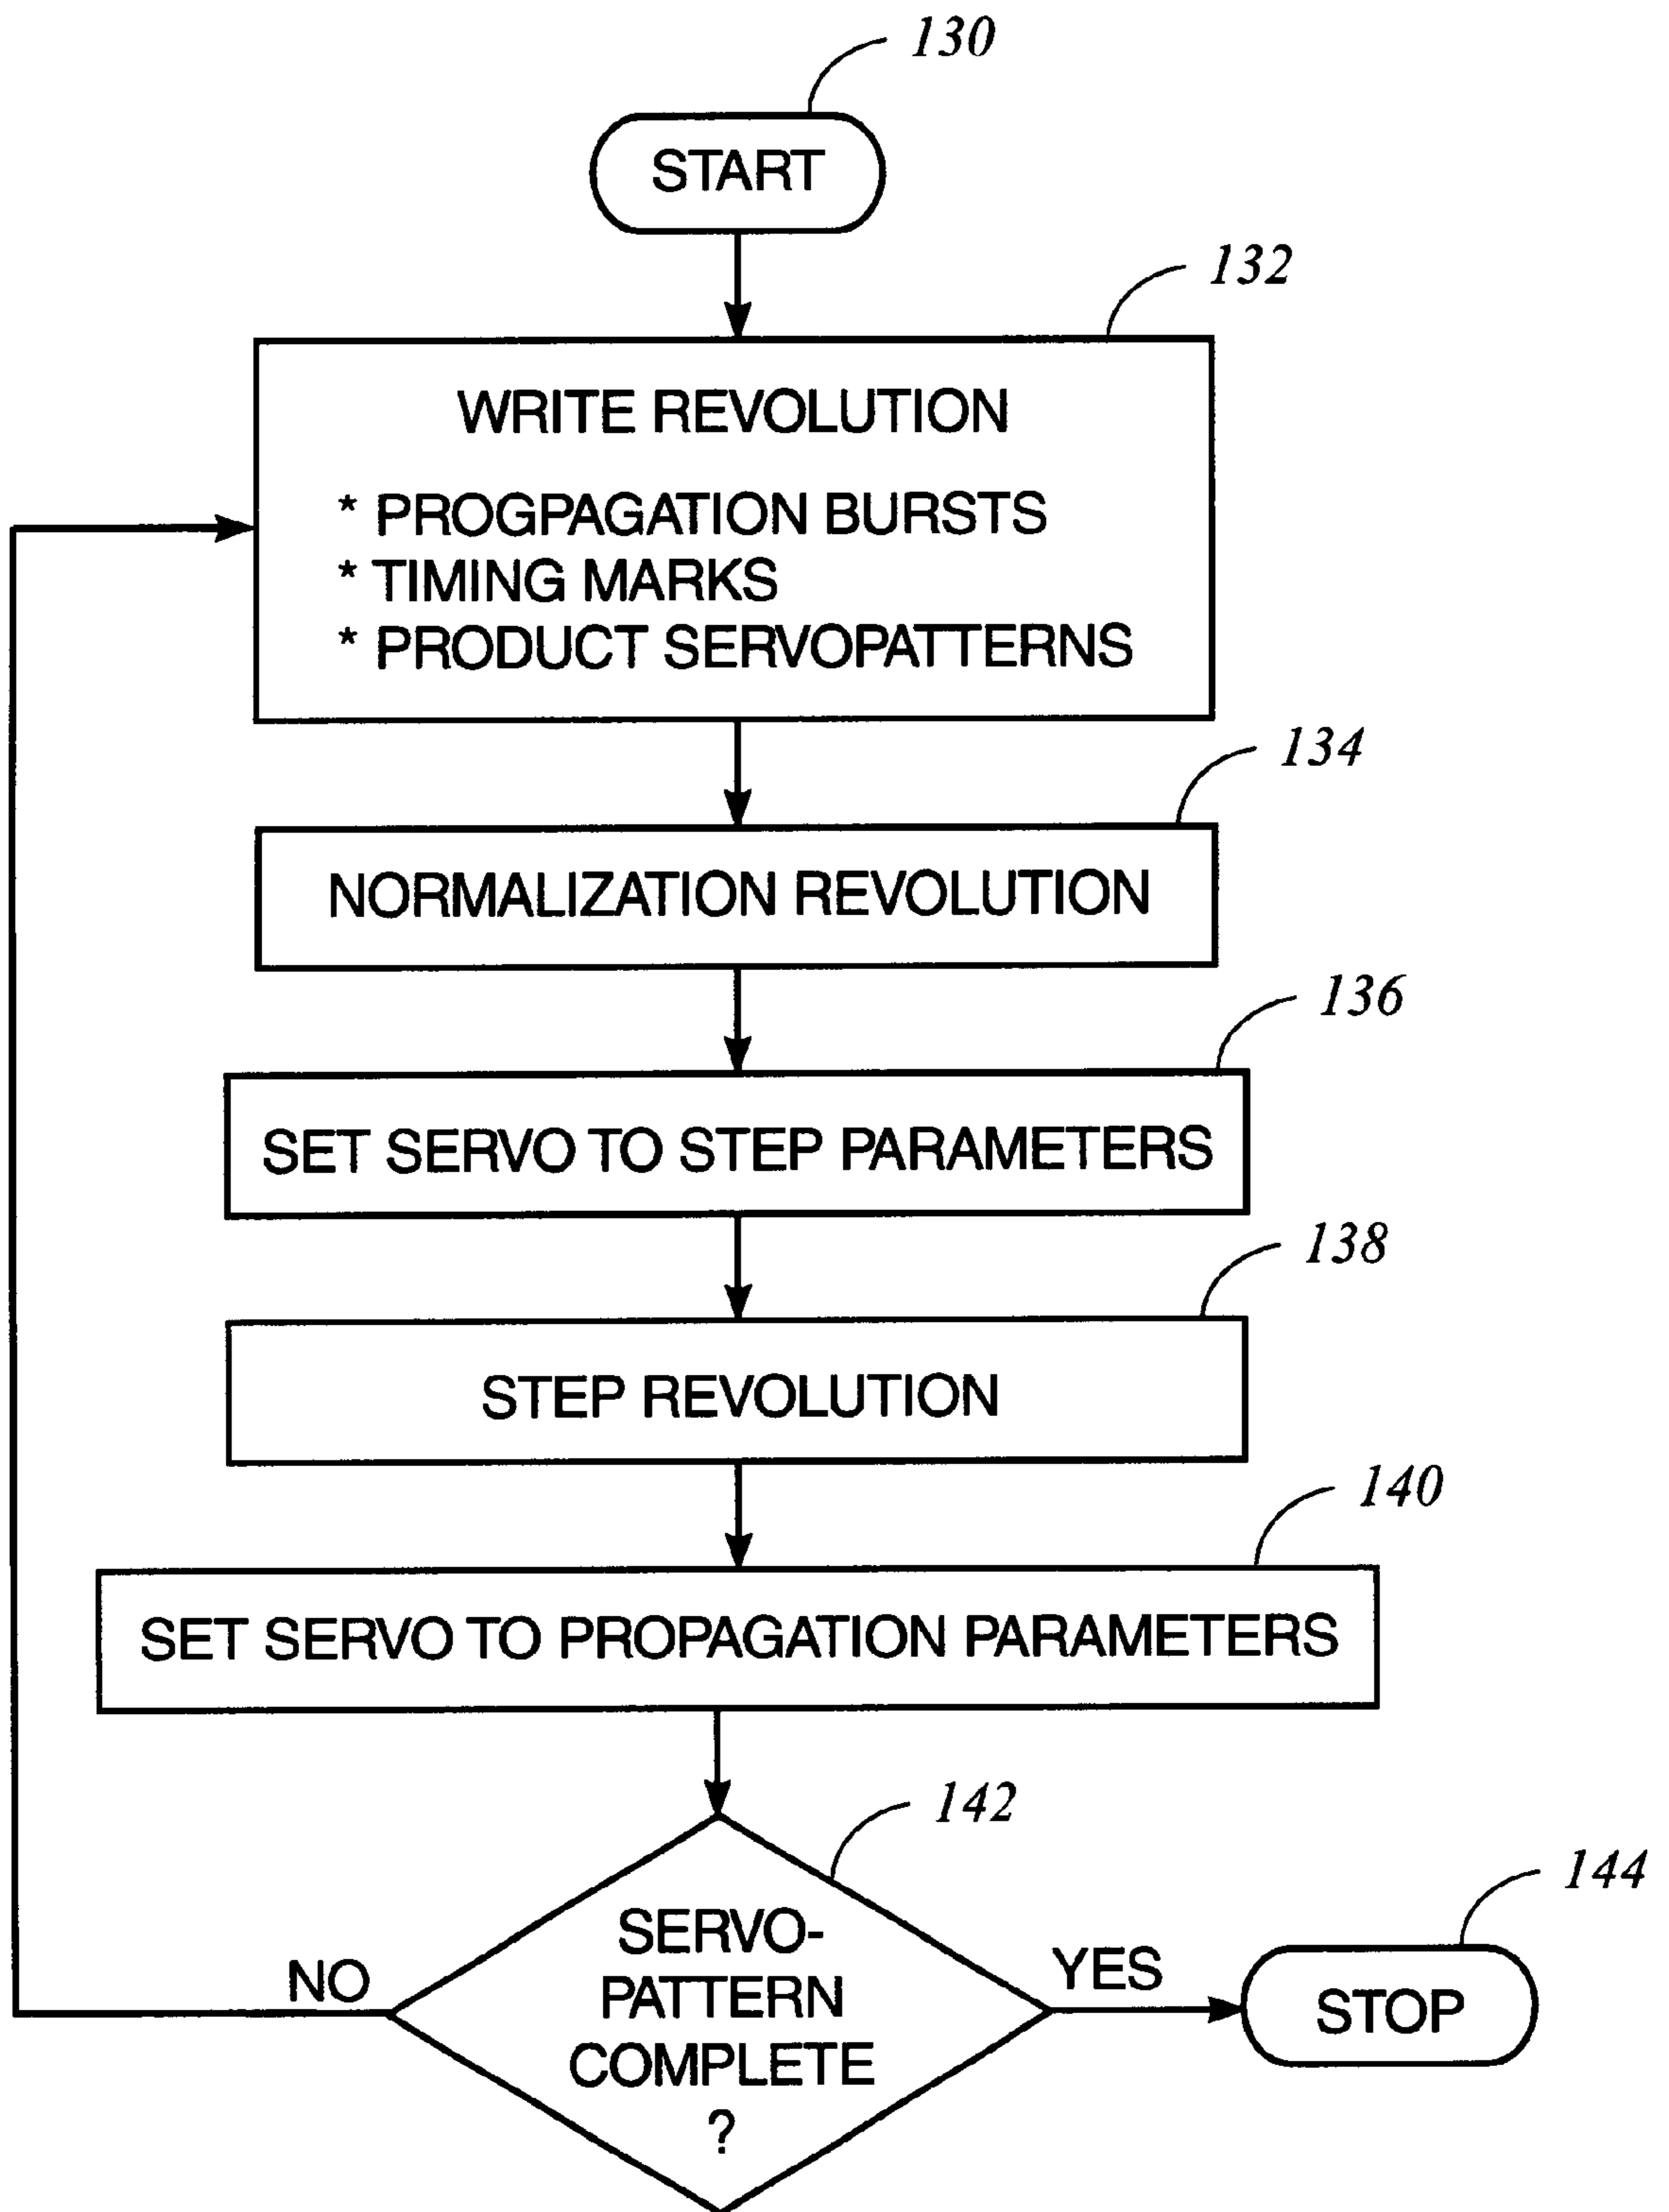 130
START
132
WRITE REVOLUTION
* PROGPAGATION BURSTS
* TIMING MARKS
* PRODUCT SERVOPATTERNS
134
NORMALIZATION REVOLUTION
136
SET SERVO TO STEP PARAMETERS
138
STEP REVOLUTION
140
SET SERVO TO PROPAGATION PARAMETERS
142
SERVO-
PATTERN
COMPLETE
?
NO
YES
144
STOP